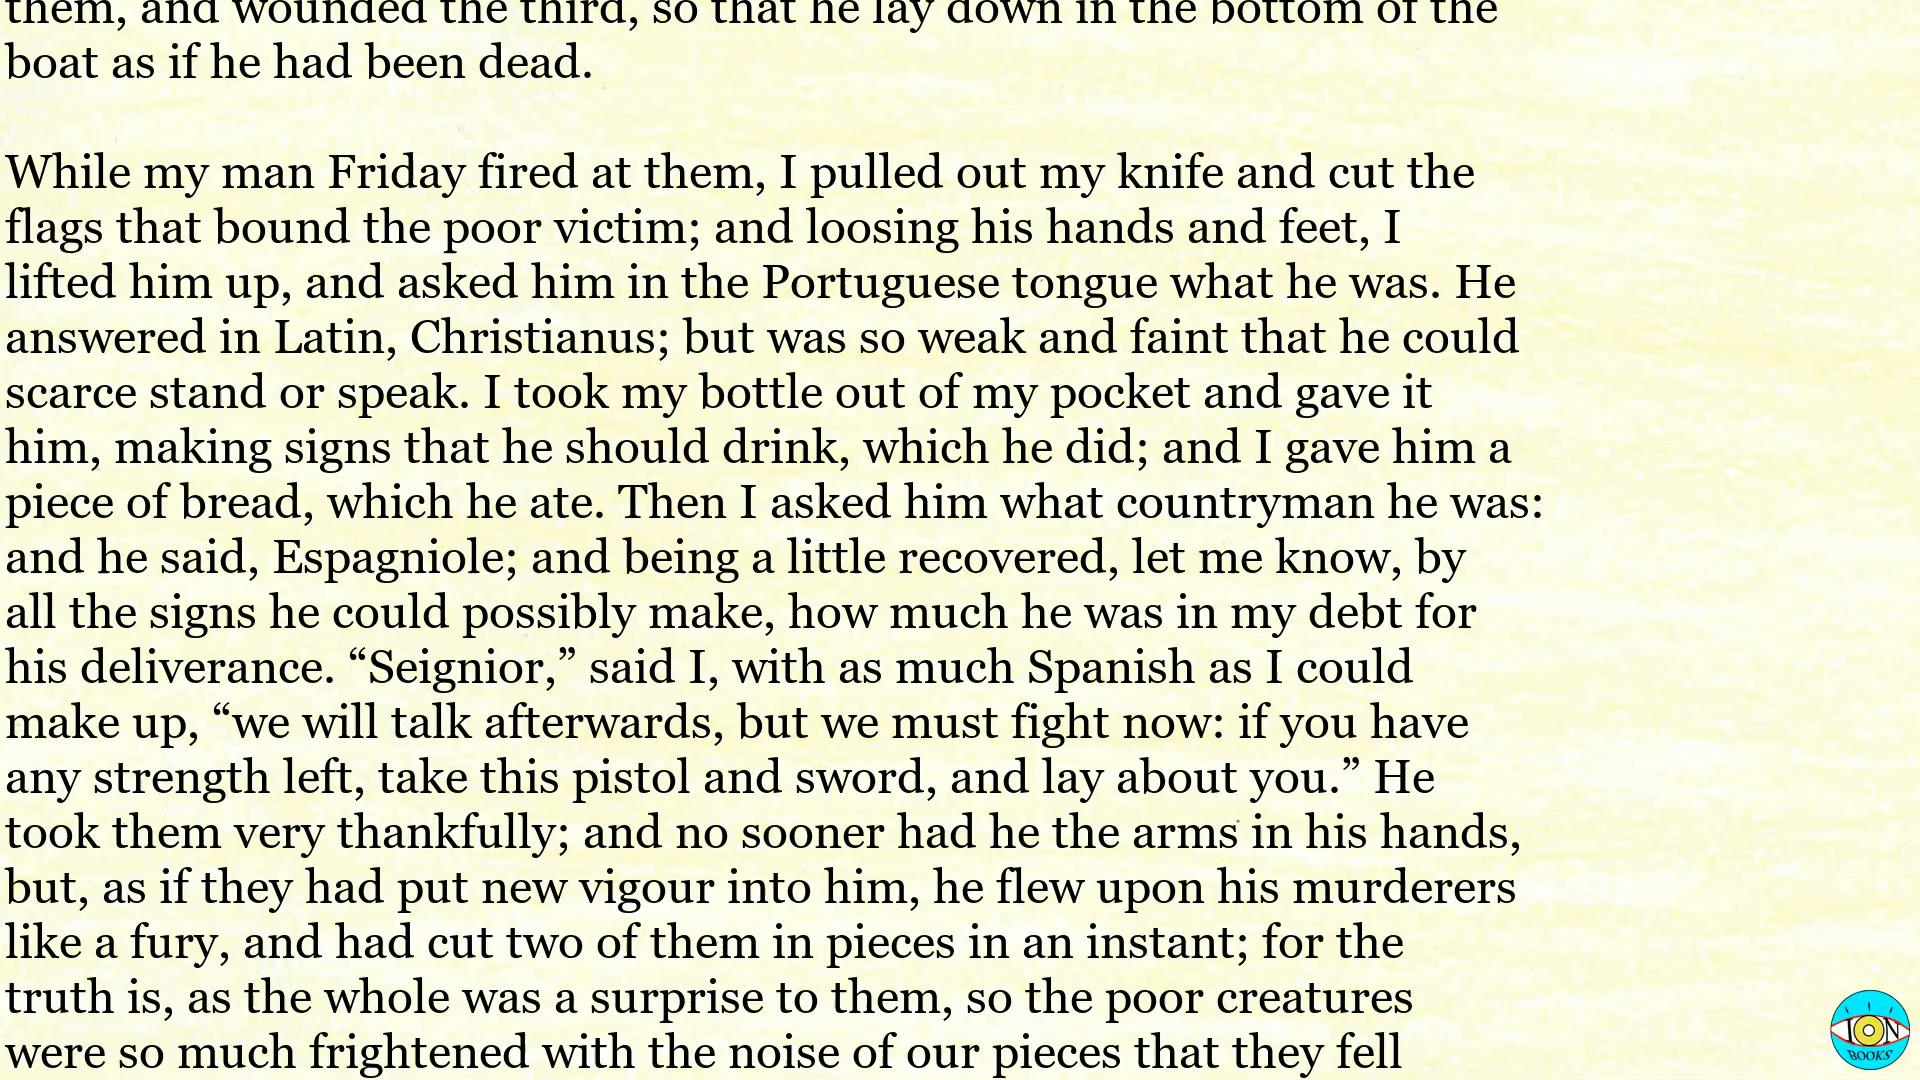 them, and wounded the third, so that he lay down in the bottom of the
boat as if he had been dead.
While my man Friday fired at them, I pulled out my knife and cut the
flags that bound the poor victim; and loosing his hands and feet, I
lifted him up, and asked him in the Portuguese tongue what he was. He
answered in Latin, Christianus; but was so weak and faint that he could
scarce stand or speak. I took my bottle out of my pocket and gave it
him, making signs that he should drink, which he did; and I gave him a
piece of bread, which he ate. Then I asked him what countryman he was:
and he said, Espagniole; and being a little recovered, let me know, by
all the signs he could possibly make, how much he was in my debt for
his deliverance. “Seignior,” said I, with as much Spanish as I could
make up, “we will talk afterwards, but we must fight now: if you have
any strength left, take this pistol and sword, and lay about you.” He
took them very thankfully; and no sooner had he the arms in his hands,
but, as if they had put new vigour into him, he flew upon his murderers
like a fury, and had cut two of them in pieces in an instant; for the
truth is, as the whole was a surprise to them, so the poor creatures
were so much frightened with the noise of our pieces that they fell
ION
BOOKS